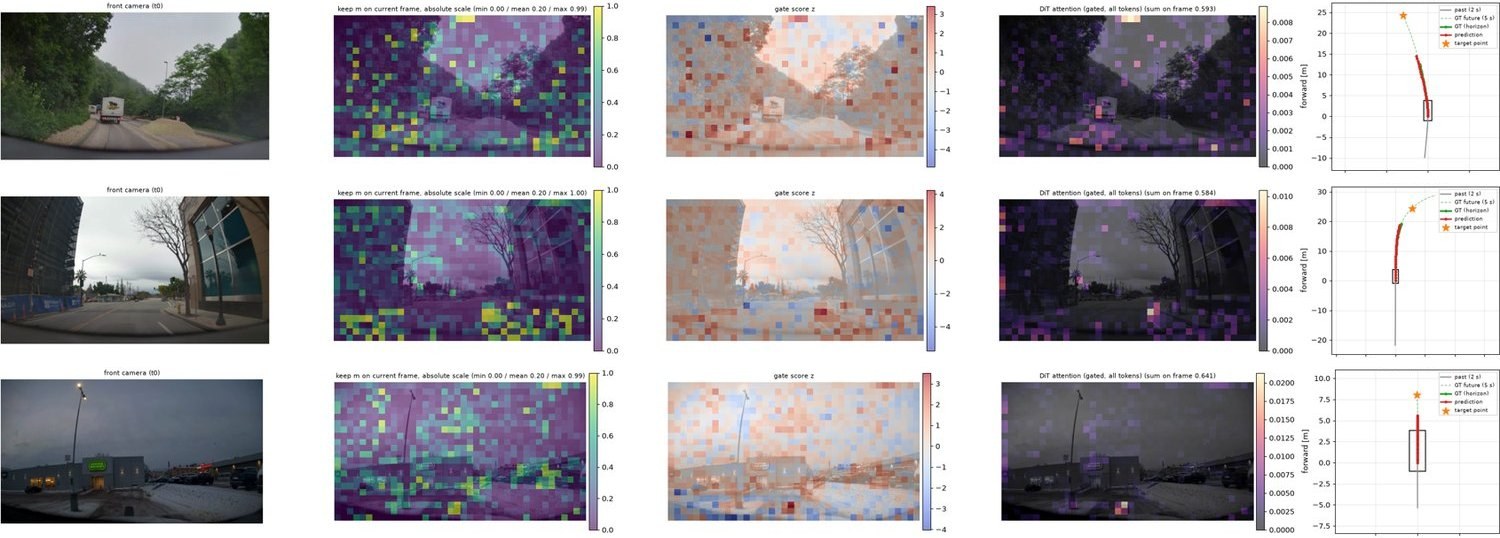 front camera (t0)
keep m on current frame, absolute scale (min 0.00 / mean 0.20 / max 0.99)
1.0
0.8
0.6
0.4
0.2
0.0
gate score z
3
2
1
0
−1
−2
−3
−4
DiT attention (gated, all tokens) (sum on frame 0.593)
0.008
0.007
0.006
0.005
0.004
0.003
0.002
0.001
0.000
forward [m]
25
20
15
10
5
0
−5
−10
past (2 s)
GT future (5 s)
GT (horizon)
prediction
target point
front camera (t0)
keep m on current frame, absolute scale (min 0.00 / mean 0.20 / max 1.00)
1.0
0.8
0.6
0.4
0.2
0.0
gate score z
4
2
0
−2
−4
DiT attention (gated, all tokens) (sum on frame 0.584)
0.010
0.008
0.006
0.004
0.002
0.000
forward [m]
30
20
10
0
−10
−20
past (2 s)
GT future (5 s)
GT (horizon)
prediction
target point
front camera (t0)
keep m on current frame, absolute scale (min 0.00 / mean 0.20 / max 0.99)
1.0
0.8
0.6
0.4
0.2
0.0
gate score z
3
2
1
0
−1
−2
−3
−4
DiT attention (gated, all tokens) (sum on frame 0.641)
0.0200
0.0175
0.0150
0.0125
0.0100
0.0075
0.0050
0.0025
0.0000
forward [m]
10.0
7.5
5.0
2.5
0.0
−2.5
−5.0
−7.5
past (2 s)
GT future (5 s)
GT (horizon)
prediction
target point